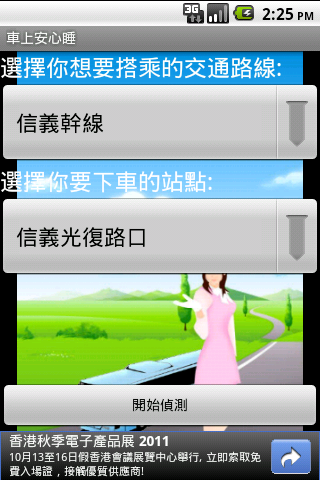 3G 2:25 PM
車上安心睡
選擇你想要搭乘的交通路線:
信義幹線
選擇你要下車的站點:
信義光復路口
開始偵測
香港秋季電子產品展 2011
10月13至16日假香港會議展覽中心舉行, 立即索取免
費入場證，接觸優質供應商!